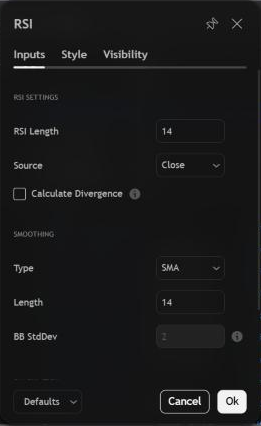 RSI
Inputs Style Visibility
RSI SETTINGS
RSI Length 14
Source Close
Calculate Divergence
SMOOTHING
Type SMA
Length 14
BB StdDev 2
Defaults Cancel Ok